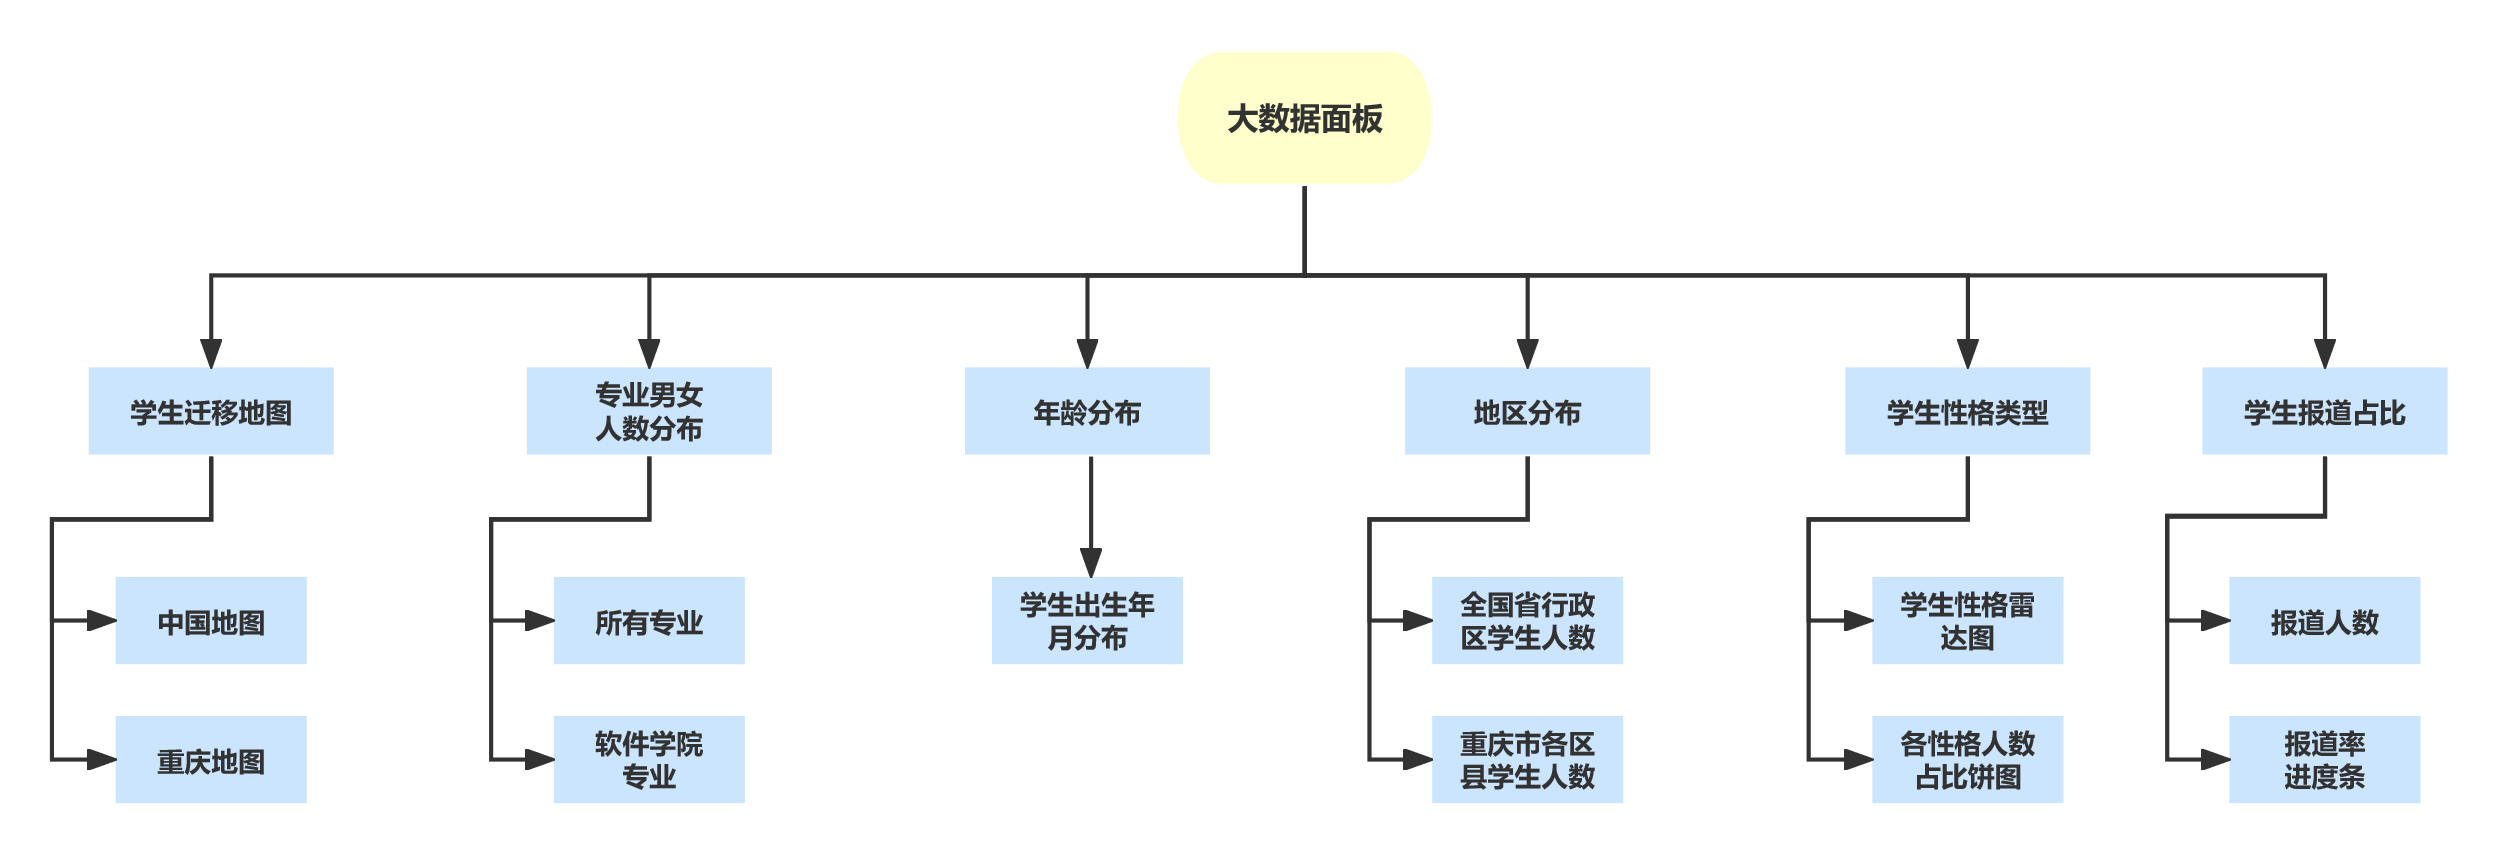 大数据面板
学生迁徙地图
专业男女
人数分布
年龄分布
地区分布
学生性格类型
学生报道占比
中国地图
重庆地图
所有专业
软件学院
专业
学生出生年
月分布
全国省行政
区学生人数
重庆市各区
县学生人数
学生性格雷
达图
性格人数
占比饼图
报道人数
报道率
进度条